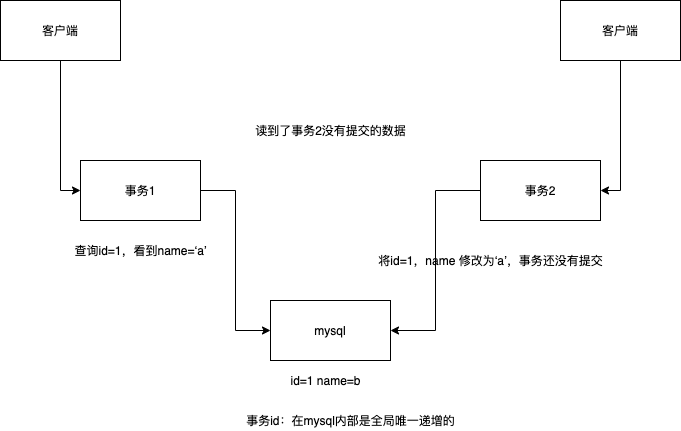 客户端
客户端
读到了事务2没有提交的数据
事务1
事务2
查询id=1，看到name=‘a’
将id=1，name 修改为‘a’，事务还没有提交
mysql
id=1 name=b
事务id：在mysql内部是全局唯一递增的